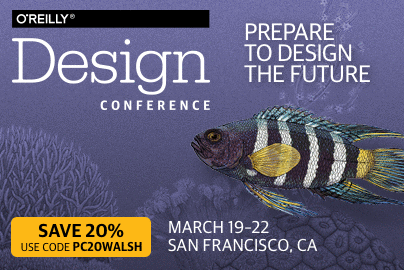 O'REILLY®
Design
CONFERENCE
PREPARE
TO DESIGN
THE FUTURE
SAVE 20%
USE CODE PC20WALSH
MARCH 19–22
SAN FRANCISCO, CA